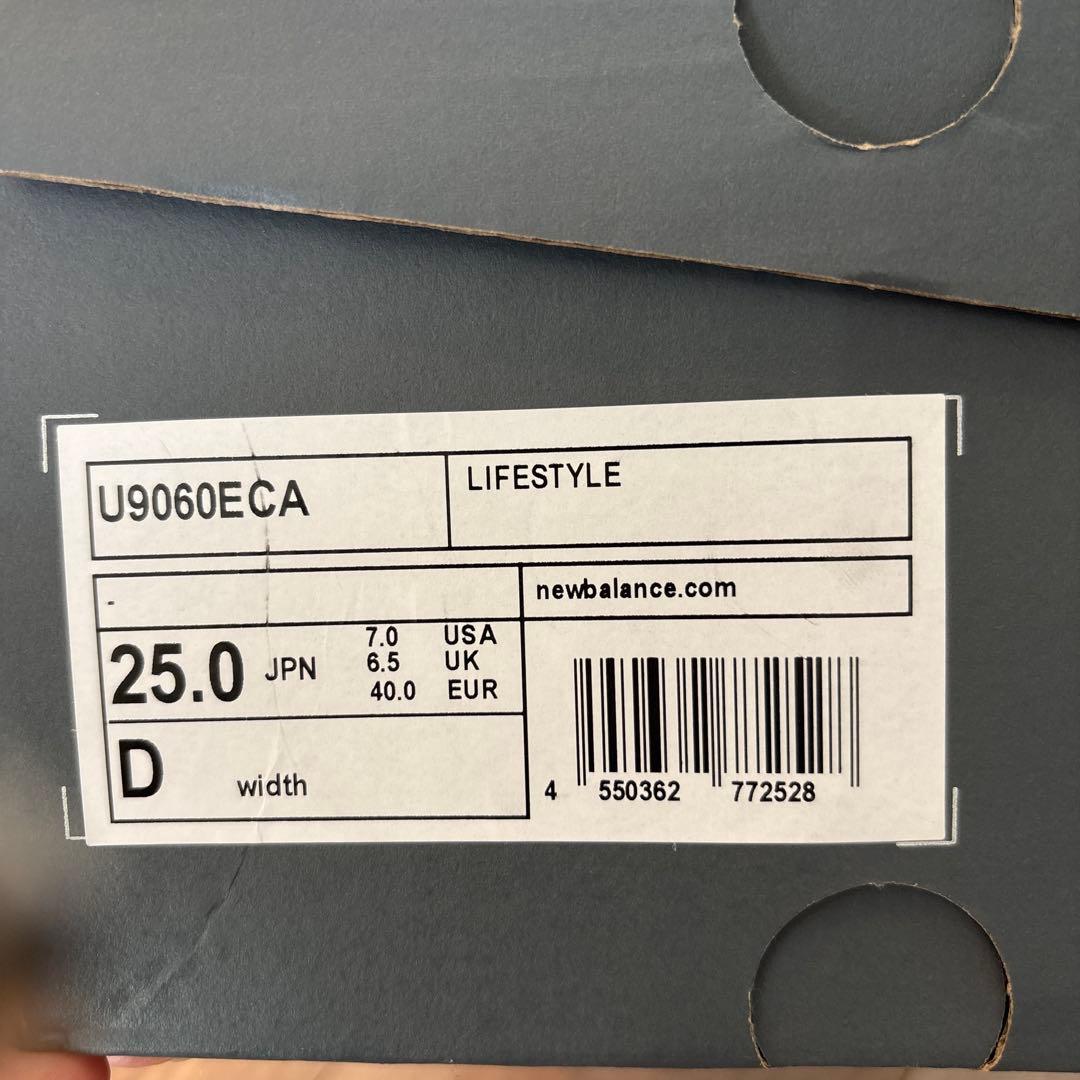 U9060ECA
LIFESTYLE
-
newbalance.com
25.0 JPN
7.0 USA
6.5 UK
40.0 EUR
D width
4 550362 772528